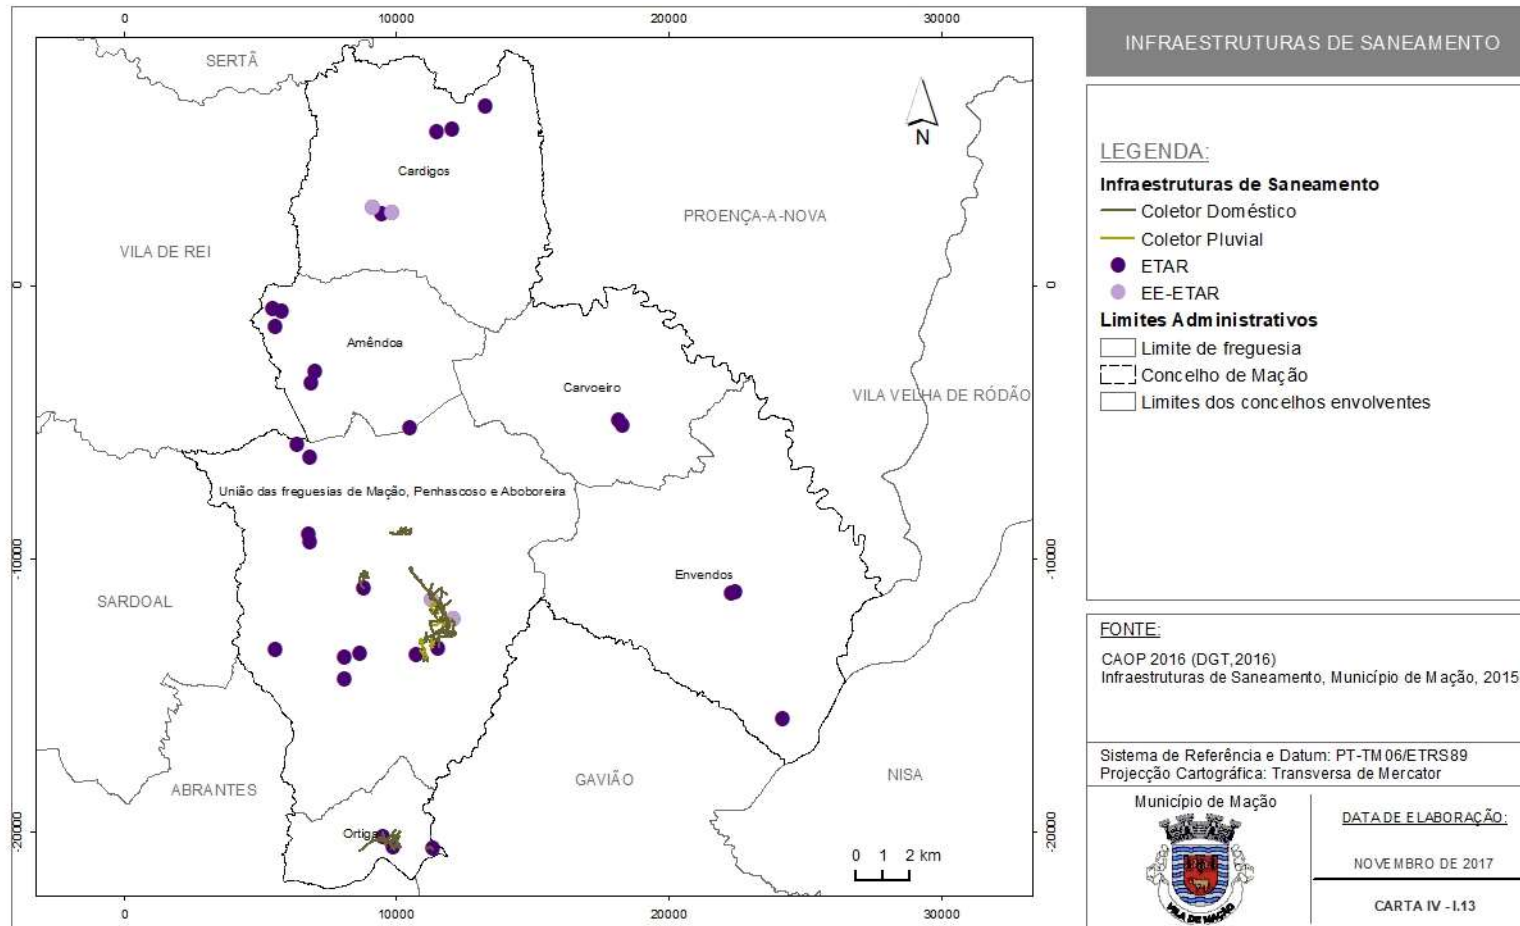 0 10000 20000 30000
INFRAESTRUTURAS DE SANEAMENTO
SERTÃ
N
Cardigos
PROENÇA-A-NOVA
VILA DE REI
0
0
Amêndoa
Carvoeiro
VILA VELHA DE RÓDÃO
União das freguesias de Mação, Penhascoso e Aboboreira
-10000
-10000
Envendos
SARDOAL
GAVIÃO
NISA
ABRANTES
Ortiga
-20000
-20000
0 1 2 km
0 10000 20000 30000
LEGENDA:
Infraestruturas de Saneamento
Coletor Doméstico
Coletor Pluvial
ETAR
EE-ETAR
Limites Administrativos
Limite de freguesia
Concelho de Mação
Limites dos concelhos envolventes
FONTE:
CAOP 2016 (DGT,2016)
Infraestruturas de Saneamento, Município de Mação, 2015
Sistema de Referência e Datum: PT-TM06/ETRS89
Projecção Cartográfica: Transversa de Mercator
Município de Mação
VILA DE MAÇÃO
DATA DE ELABORAÇÃO:
NOVEMBRO DE 2017
CARTA IV - I.13